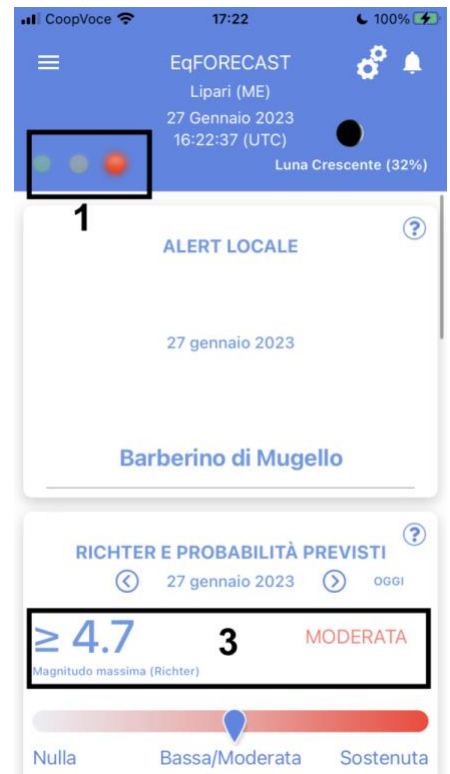 CoopVoce 17:22 100%
EqFORECAST
Lipari (ME)
27 Gennaio 2023
16:22:37 (UTC)
Luna Crescente (32%)
1
?
ALERT LOCALE
27 gennaio 2023
Barberino di Mugello
?
RICHTER E PROBABILITÀ PREVISTI
27 gennaio 2023 OGGI
≥ 4.7 3 MODERATA
Magnitudo massima (Richter)
Nulla Bassa/Moderata Sostenuta